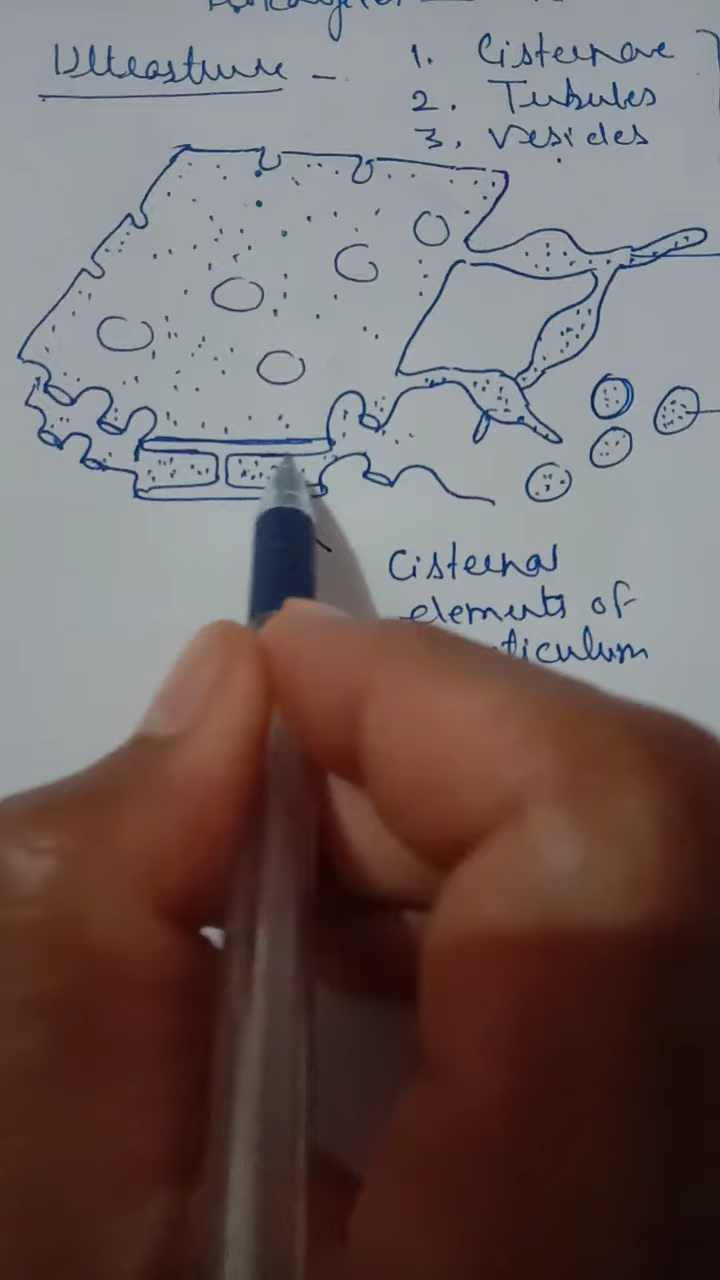 Ultrastructure - 1. Cisternae
2. Tubules
3. Vesicles
Cisternal
elements of